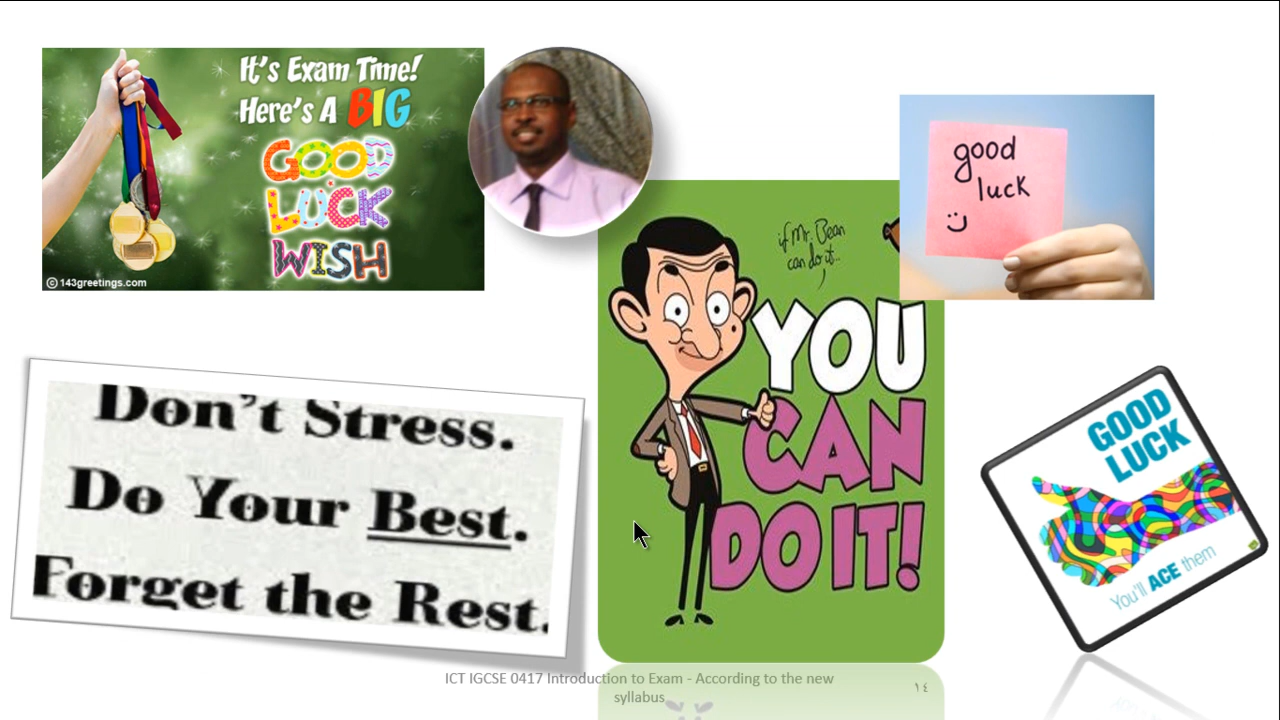 It's Exam Time!
Here's A BIG
GOOD
LUCK
WISH
© 143greetings.com
good
luck
if Mr. Bean
can do it...
YOU
CAN
DO IT!
Don't Stress.
Do Your Best.
Forget the Rest.
GOOD
LUCK
You'll ACE them
ICT IGCSE 0417 Introduction to Exam - According to the new
syllabus
١٤